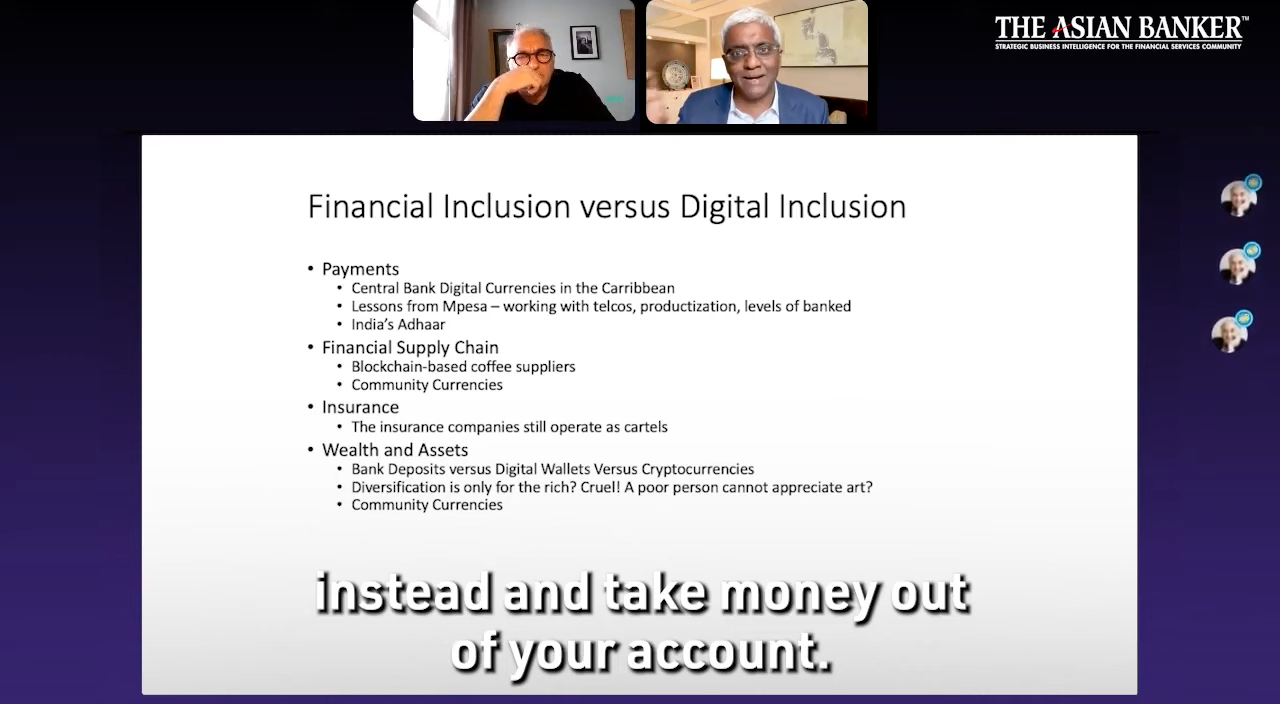 THE ASIAN BANKER™
STRATEGIC BUSINESS INTELLIGENCE FOR THE FINANCIAL SERVICES COMMUNITY
Financial Inclusion versus Digital Inclusion
• Payments
• Central Bank Digital Currencies in the Carribbean
• Lessons from Mpesa – working with telcos, productization, levels of banked
• India’s Adhaar
• Financial Supply Chain
• Blockchain-based coffee suppliers
• Community Currencies
• Insurance
• The insurance companies still operate as cartels
• Wealth and Assets
• Bank Deposits versus Digital Wallets Versus Cryptocurrencies
• Diversification is only for the rich? Cruel! A poor person cannot appreciate art?
• Community Currencies
instead and take money out
of your account.